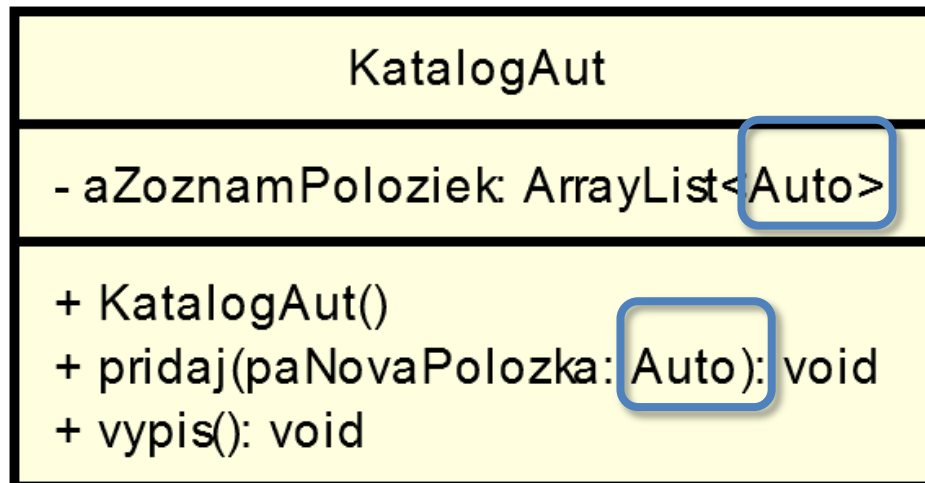 KatalogAut
- aZoznamPoloziek: ArrayList<Auto>
+ KatalogAut()
+ pridaj(paNovaPolozka: Auto): void
+ vypis(): void